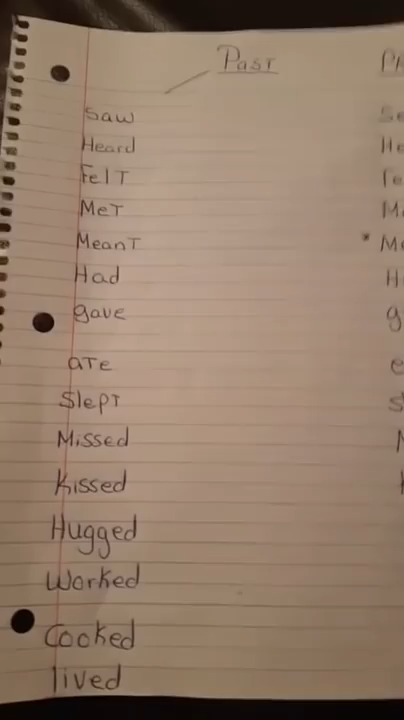 Past
saw
Heard
Felt
Met
Meant
Had
gave
ate
Slept
Missed
Kissed
Hugged
Worked
Cooked
lived